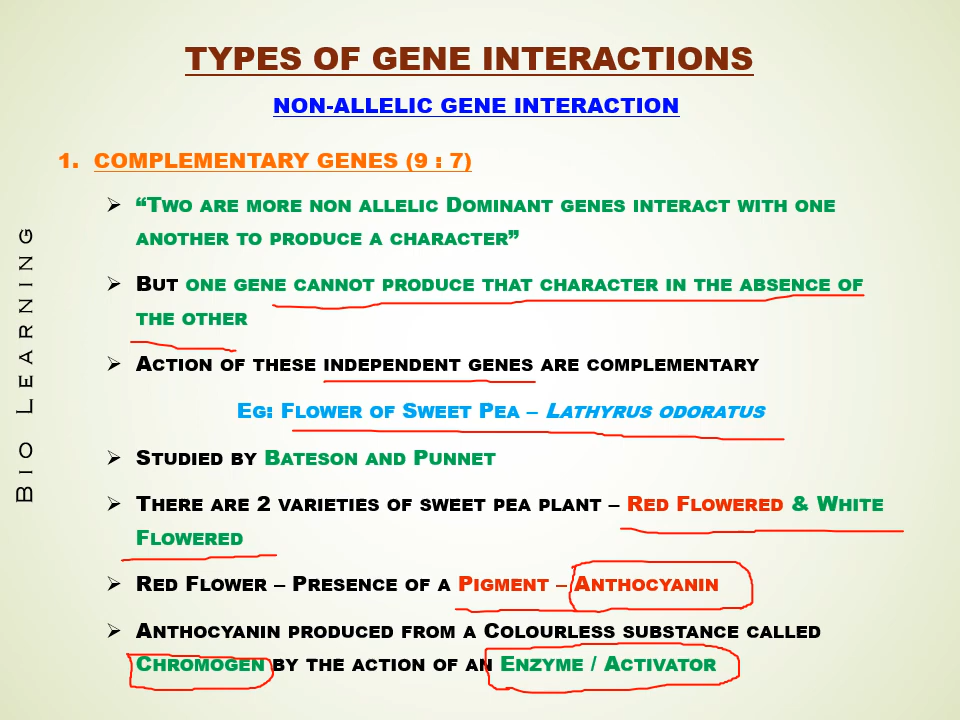 TYPES OF GENE INTERACTIONS
NON-ALLELIC GENE INTERACTION
1. COMPLEMENTARY GENES (9 : 7)
➢ “TWO ARE MORE NON ALLELIC DOMINANT GENES INTERACT WITH ONE
ANOTHER TO PRODUCE A CHARACTER”
➢ BUT ONE GENE CANNOT PRODUCE THAT CHARACTER IN THE ABSENCE OF
THE OTHER
➢ ACTION OF THESE INDEPENDENT GENES ARE COMPLEMENTARY
EG: FLOWER OF SWEET PEA – LATHYRUS ODORATUS
➢ STUDIED BY BATESON AND PUNNET
➢ THERE ARE 2 VARIETIES OF SWEET PEA PLANT – RED FLOWERED & WHITE
FLOWERED
➢ RED FLOWER – PRESENCE OF A PIGMENT – ANTHOCYANIN
➢ ANTHOCYANIN PRODUCED FROM A COLOURLESS SUBSTANCE CALLED
CHROMOGEN BY THE ACTION OF AN ENZYME / ACTIVATOR
BIO LEARNING